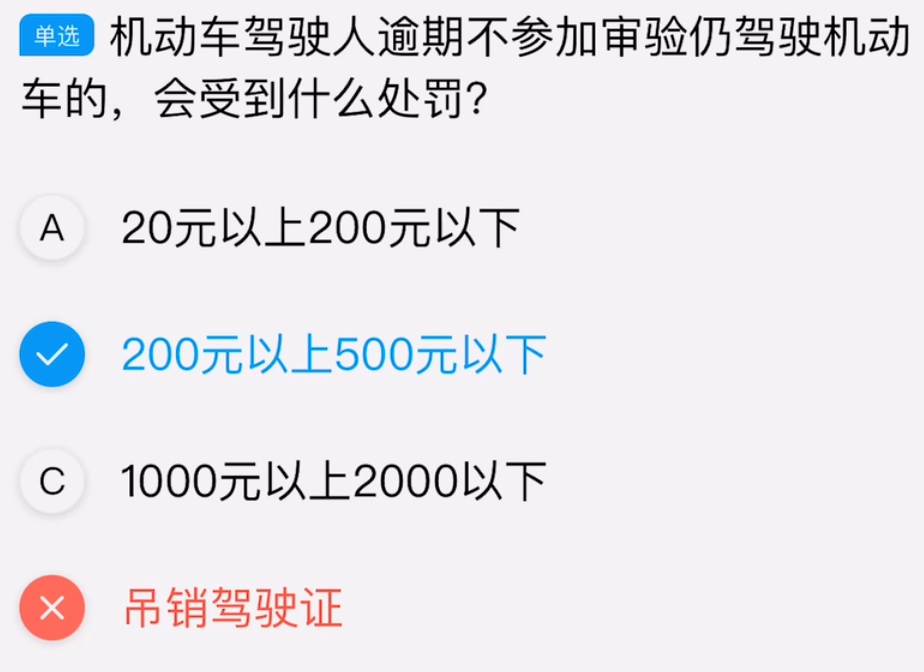 单选 机动车驾驶人逾期不参加审验仍驾驶机动
车的，会受到什么处罚？
A 20元以上200元以下
200元以上500元以下
C 1000元以上2000以下
吊销驾驶证